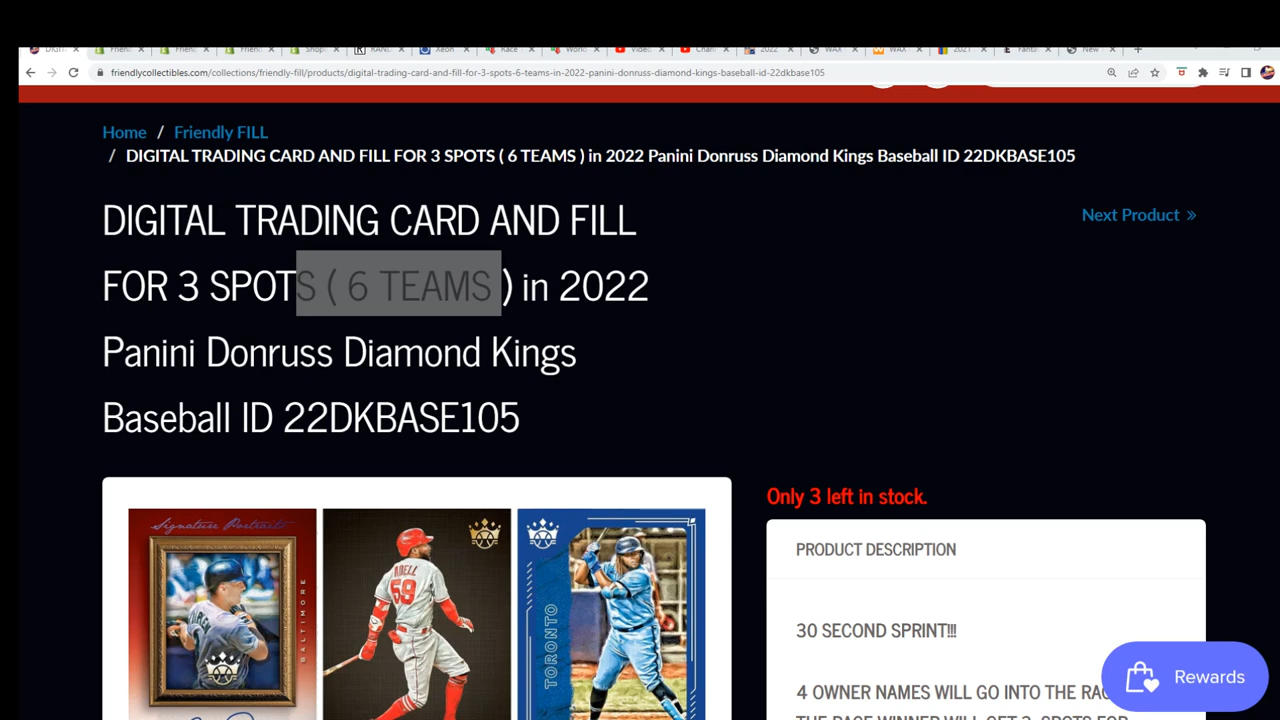 friendlycollectibles.com/collections/friendly-fill/products/digital-trading-card-and-fill-for-3-spots-6-teams-in-2022-panini-donruss-diamond-kings-baseball-id-22dkbase105
Home / Friendly FILL
/ DIGITAL TRADING CARD AND FILL FOR 3 SPOTS ( 6 TEAMS ) in 2022 Panini Donruss Diamond Kings Baseball ID 22DKBASE105
DIGITAL TRADING CARD AND FILL
FOR 3 SPOTS ( 6 TEAMS ) in 2022
Panini Donruss Diamond Kings
Baseball ID 22DKBASE105
Next Product »
Only 3 left in stock.
PRODUCT DESCRIPTION
30 SECOND SPRINT!!!
4 OWNER NAMES WILL GO INTO THE
Rewards
Signature Portraits
BALTIMORE
ADELL
59
TORONTO